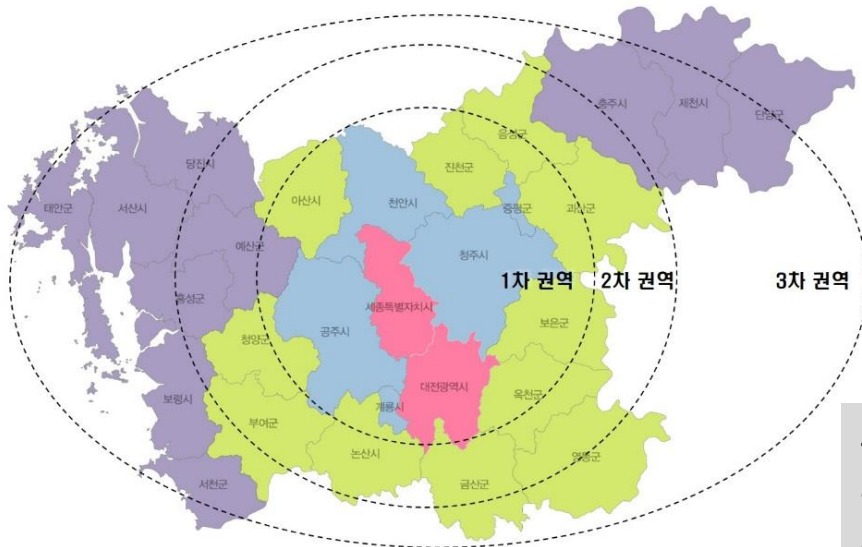 충주시
제천시
단양군
음성군
당진시
진천군
태안군
서산시
아산시
천안시
증평군
괴산군
예산군
청주시
1차 권역
2차 권역
3차 권역
홍성군
세종특별자치시
공주시
보은군
청양군
대전광역시
보령시
계룡시
옥천군
부여군
논산시
영동군
서천군
금산군